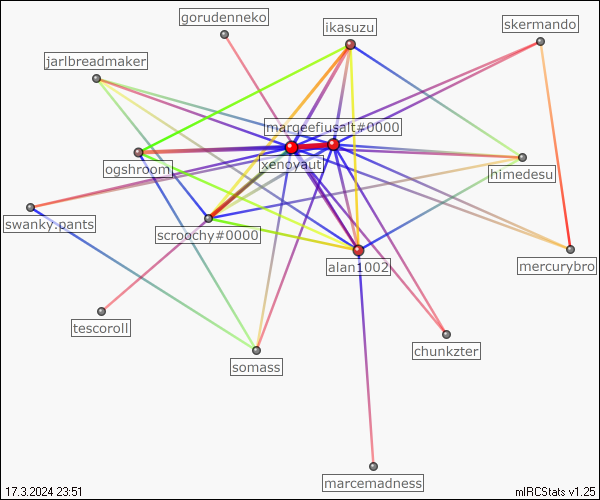 gorudenneko
skermando
ikasuzu
jarlbreadmaker
margeefiusalt#0000
xenovaut
ogshroom
himedesu
swanky.pants
scroochy#0000
alan1002
mercurybro
tescoroll
chunkzter
somass
marcemadness
17.3.2024 23:51
mIRCStats v1.25